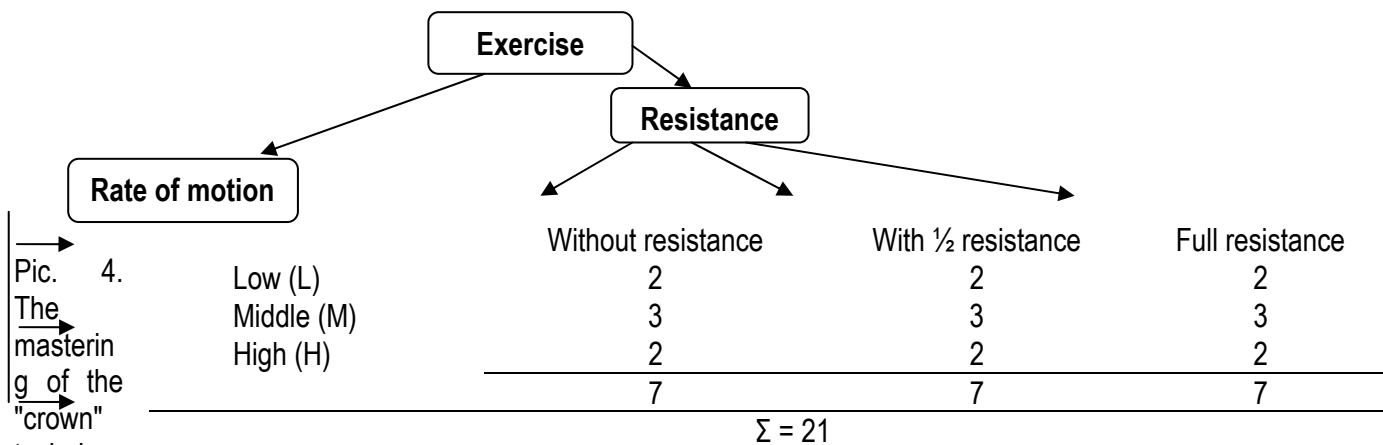 Exercise
Resistance
Rate of motion
Without resistance With ½ resistance Full resistance
Low (L) 2 2 2
Middle (M) 3 3 3
High (H) 2 2 2
7 7 7
Σ = 21
Pic. 4.
The
masterin
g of the
"crown"